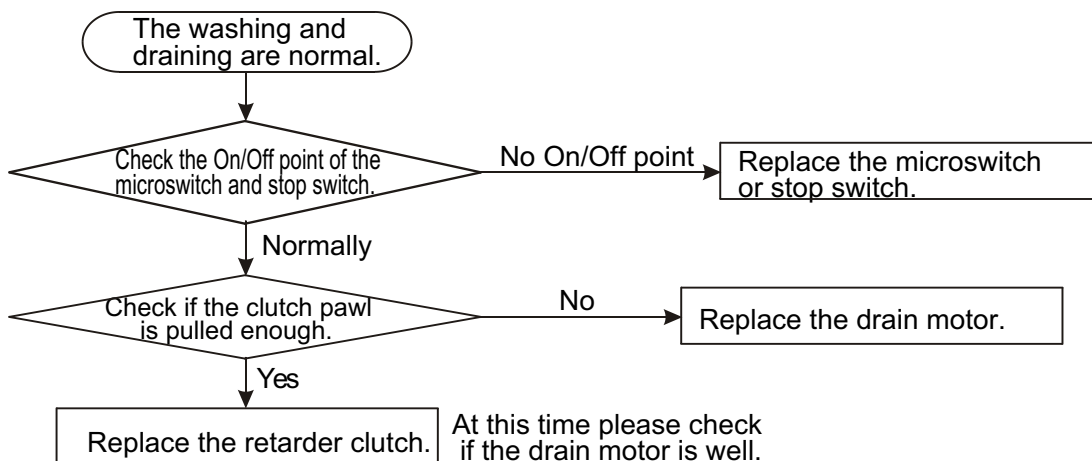 The washing and
draining are normal.
Check the On/Off point of the
microswitch and stop switch.
No On/Off point
Replace the microswitch
or stop switch.
Normally
Check if the clutch pawl
is pulled enough.
No
Replace the drain motor.
Yes
Replace the retarder clutch.
At this time please check
if the drain motor is well.